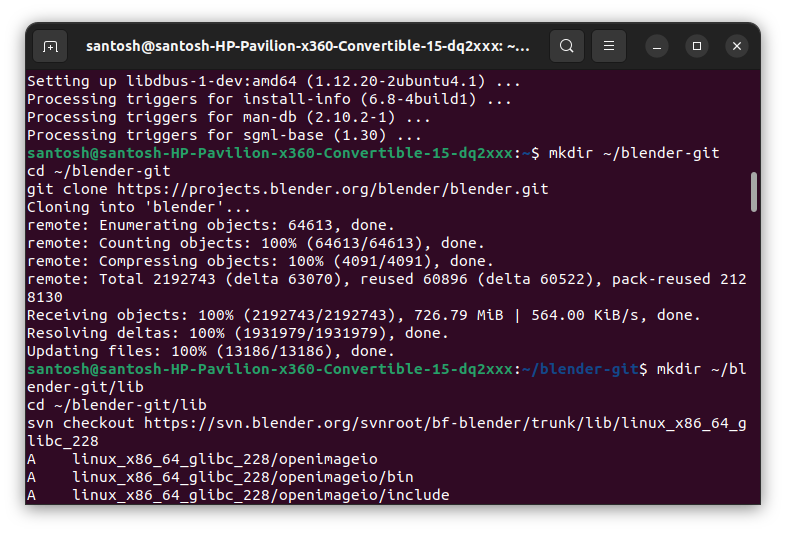 santosh@santosh-HP-Pavilion-x360-Convertible-15-dq2xxx: ~...
Setting up libdbus-1-dev:amd64 (1.12.20-2ubuntu4.1) ...
Processing triggers for install-info (6.8-4build1) ...
Processing triggers for man-db (2.10.2-1) ...
Processing triggers for sgml-base (1.30) ...
santosh@santosh-HP-Pavilion-x360-Convertible-15-dq2xxx:~$ mkdir ~/blender-git
cd ~/blender-git
git clone https://projects.blender.org/blender/blender.git
Cloning into 'blender'...
remote: Enumerating objects: 64613, done.
remote: Counting objects: 100% (64613/64613), done.
remote: Compressing objects: 100% (4091/4091), done.
remote: Total 2192743 (delta 63070), reused 60896 (delta 60522), pack-reused 212
8130
Receiving objects: 100% (2192743/2192743), 726.79 MiB | 564.00 KiB/s, done.
Resolving deltas: 100% (1931979/1931979), done.
Updating files: 100% (13186/13186), done.
santosh@santosh-HP-Pavilion-x360-Convertible-15-dq2xxx:~/blender-git$ mkdir ~/bl
ender-git/lib
cd ~/blender-git/lib
svn checkout https://svn.blender.org/svnroot/bf-blender/trunk/lib/linux_x86_64_g
libc_228
A    linux_x86_64_glibc_228/openimageio
A    linux_x86_64_glibc_228/openimageio/bin
A    linux_x86_64_glibc_228/openimageio/include